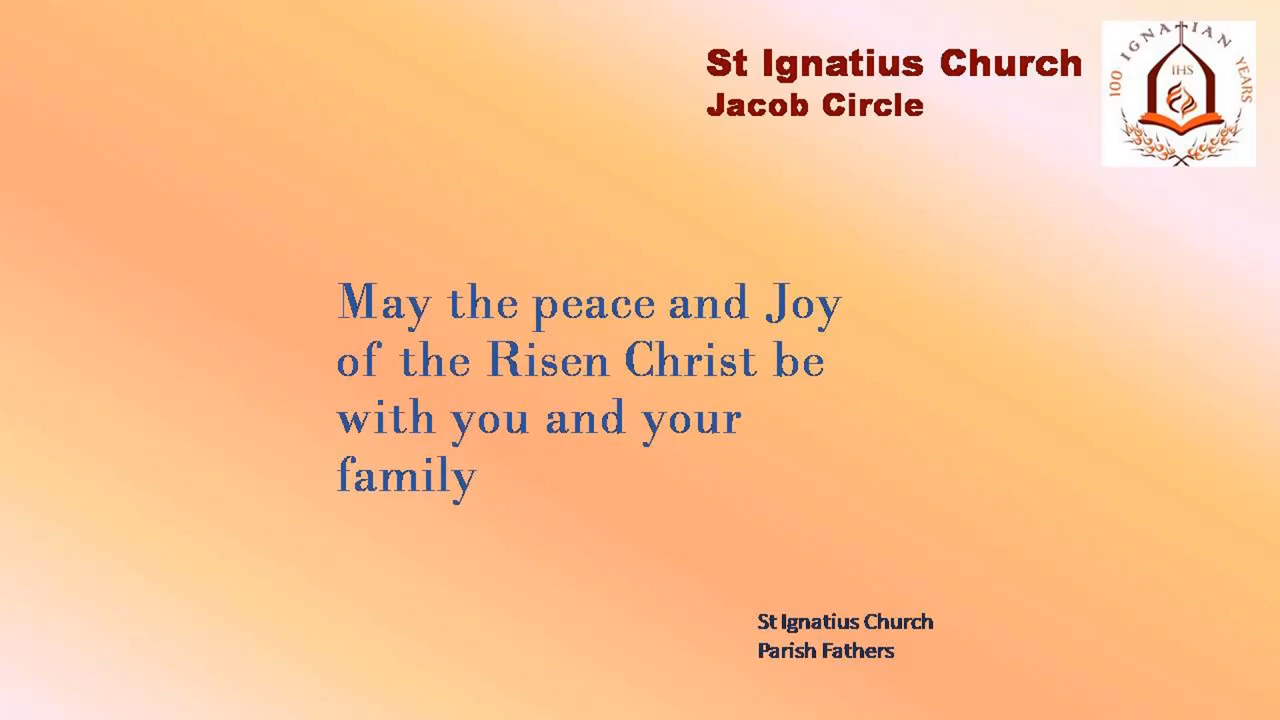 St Ignatius Church
Jacob Circle
100 IGNATIAN YEARS
IHS
May the peace and Joy
of the Risen Christ be
with you and your
family
St Ignatius Church
Parish Fathers